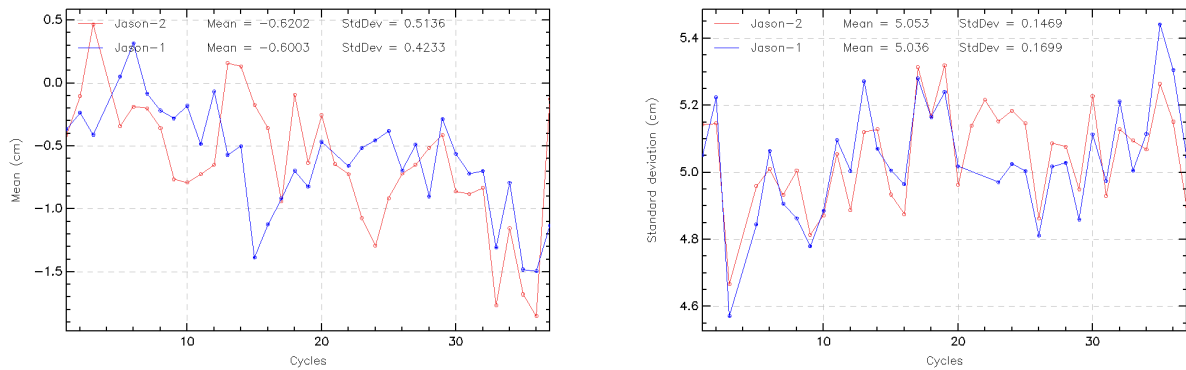 Jason-2 Mean = -0.6202 StdDev = 0.5136
Jason-1 Mean = -0.6003 StdDev = 0.4233
0.0
-0.5
-1.0
-1.5
Mean (cm)
10 20 30
Cycles
Jason-2 Mean = 5.053 StdDev = 0.1469
Jason-1 Mean = 5.036 StdDev = 0.1699
5.4
5.2
5.0
4.8
4.6
Standard deviation (cm)
10 20 30
Cycles